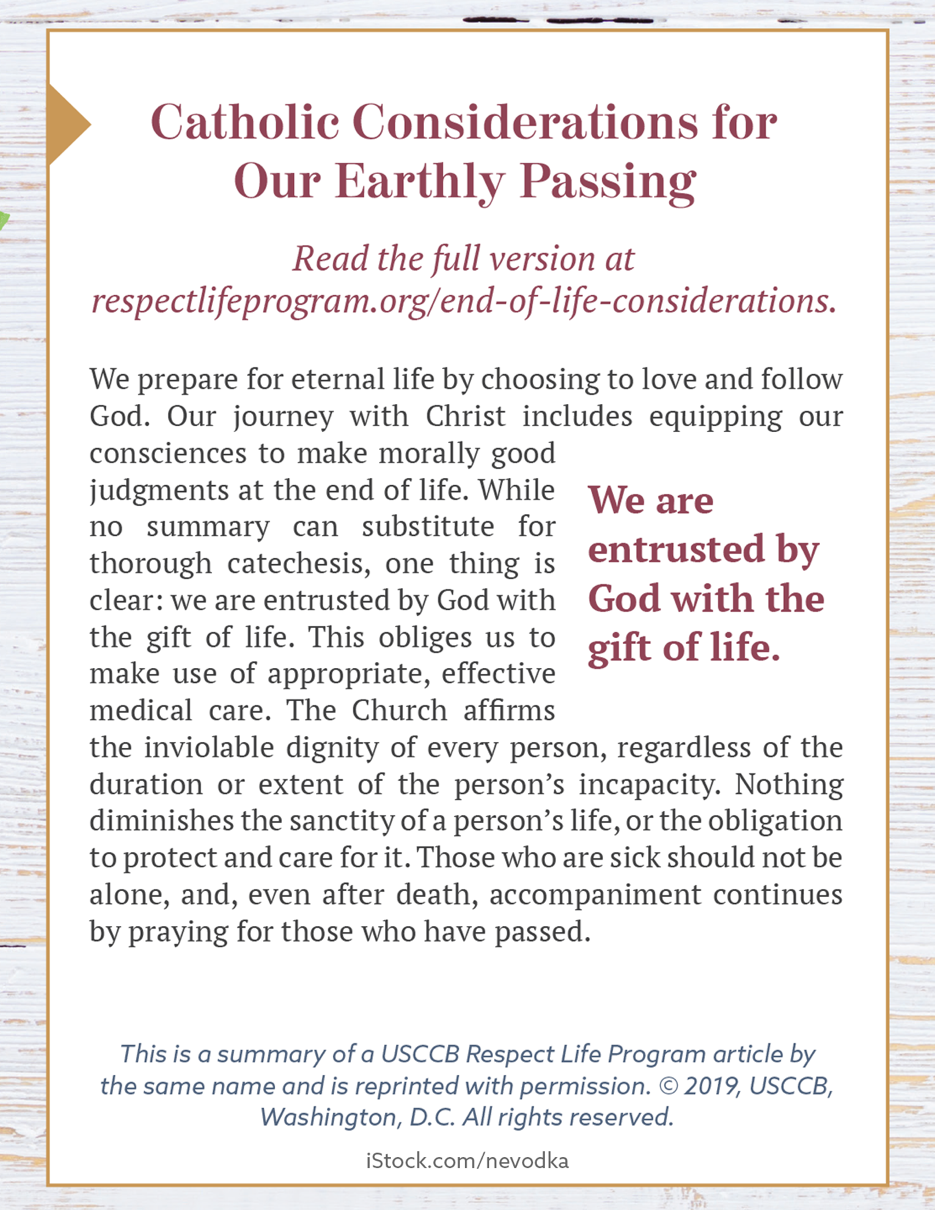 Catholic Considerations for
Our Earthly Passing
Read the full version at
respectlifeprogram.org/end-of-life-considerations.
We prepare for eternal life by choosing to love and follow
God. Our journey with Christ includes equipping our
consciences to make morally good
judgments at the end of life. While
no summary can substitute for
thorough catechesis, one thing is
clear: we are entrusted by God with
the gift of life. This obliges us to
make use of appropriate, effective
medical care. The Church affirms
the inviolable dignity of every person, regardless of the
duration or extent of the person’s incapacity. Nothing
diminishes the sanctity of a person’s life, or the obligation
to protect and care for it. Those who are sick should not be
alone, and, even after death, accompaniment continues
by praying for those who have passed.
We are
entrusted by
God with the
gift of life.
This is a summary of a USCCB Respect Life Program article by
the same name and is reprinted with permission. © 2019, USCCB,
Washington, D.C. All rights reserved.
iStock.com/nevodka